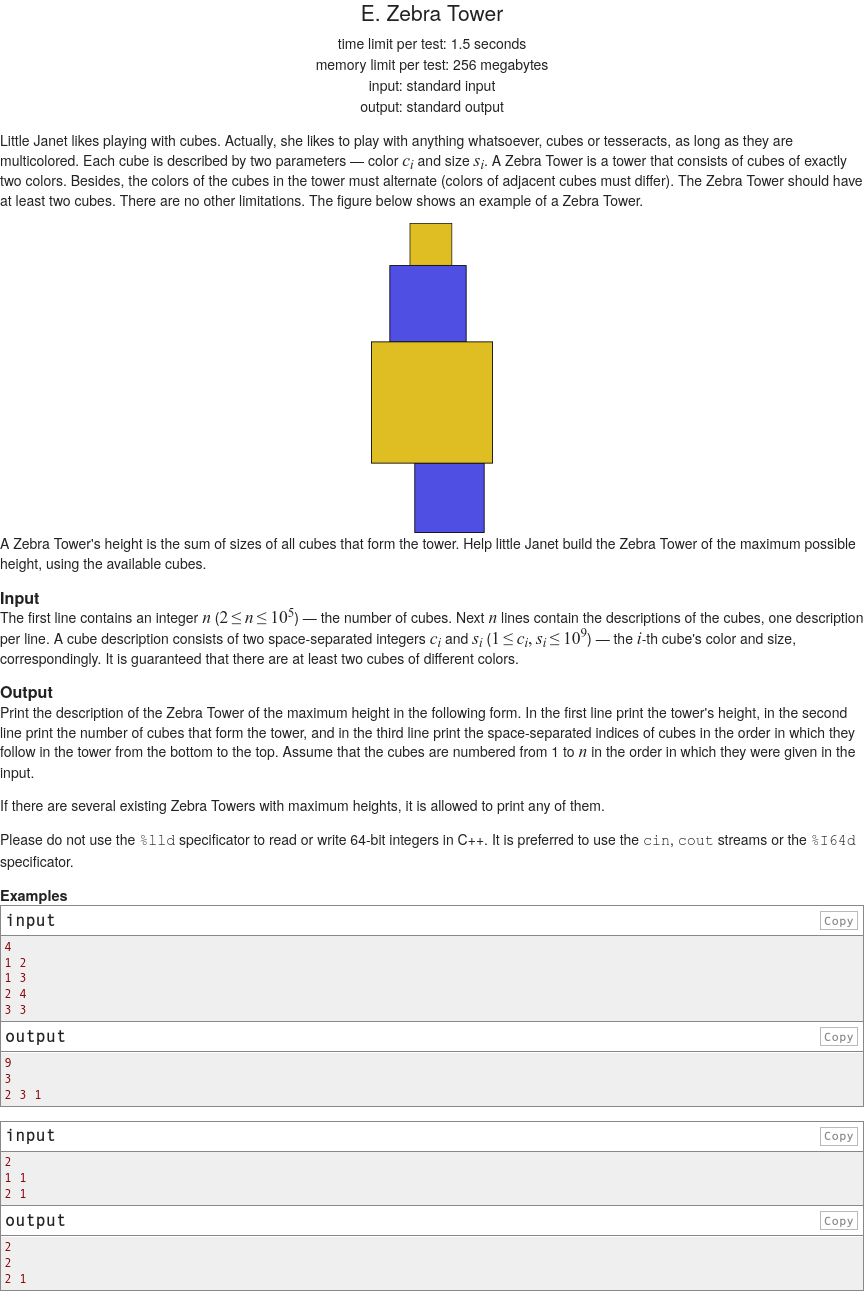 E. Zebra Tower
time limit per test: 1.5 seconds
memory limit per test: 256 megabytes
input: standard input
output: standard output
Little Janet likes playing with cubes. Actually, she likes to play with anything whatsoever, cubes or tesseracts, as long as they are
multicolored. Each cube is described by two parameters — color c_i and size s_i. A Zebra Tower is a tower that consists of cubes of exactly
two colors. Besides, the colors of the cubes in the tower must alternate (colors of adjacent cubes must differ). The Zebra Tower should have
at least two cubes. There are no other limitations. The figure below shows an example of a Zebra Tower.
A Zebra Tower's height is the sum of sizes of all cubes that form the tower. Help little Janet build the Zebra Tower of the maximum possible
height, using the available cubes.
Input
The first line contains an integer n (2 ≤ n ≤ 10^5) — the number of cubes. Next n lines contain the descriptions of the cubes, one description
per line. A cube description consists of two space-separated integers c_i and s_i (1 ≤ c_i, s_i ≤ 10^9) — the i-th cube's color and size,
correspondingly. It is guaranteed that there are at least two cubes of different colors.
Output
Print the description of the Zebra Tower of the maximum height in the following form. In the first line print the tower's height, in the second
line print the number of cubes that form the tower, and in the third line print the space-separated indices of cubes in the order in which they
follow in the tower from the bottom to the top. Assume that the cubes are numbered from 1 to n in the order in which they were given in the
input.
If there are several existing Zebra Towers with maximum heights, it is allowed to print any of them.
Please do not use the %lld specificator to read or write 64-bit integers in C++. It is preferred to use the cin, cout streams or the %I64d
specificator.
Examples
input Copy
4
1 2
1 3
2 4
3 3
output Copy
9
3
2 3 1
input Copy
2
1 1
2 1
output Copy
2
2
2 1